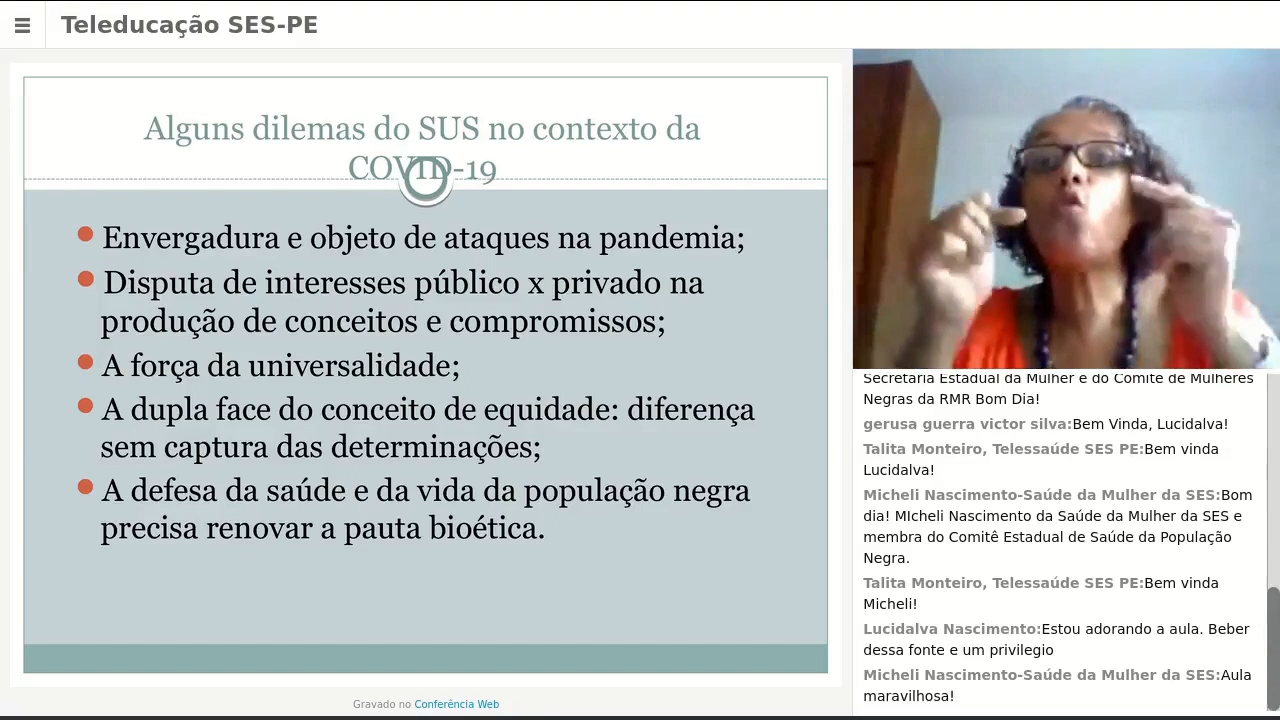 Teleducação SES-PE
Alguns dilemas do SUS no contexto da
COVID-19
Envergadura e objeto de ataques na pandemia;
Disputa de interesses público x privado na
produção de conceitos e compromissos;
A força da universalidade;
A dupla face do conceito de equidade: diferença
sem captura das determinações;
A defesa da saúde e da vida da população negra
precisa renovar a pauta bioética.
Gravado no Conferência Web
Secretaria Estadual da Mulher e do Comite de Mulheres
Negras da RMR Bom Dia!
gerusa guerra victor silva:Bem Vinda, Lucidalva!
Talita Monteiro, Telessaúde SES PE:Bem vinda
Lucidalva!
Micheli Nascimento-Saúde da Mulher da SES:Bom
dia! MIcheli Nascimento da Saúde da Mulher da SES e
membra do Comitê Estadual de Saúde da População
Negra.
Talita Monteiro, Telessaúde SES PE:Bem vinda
Micheli!
Lucidalva Nascimento:Estou adorando a aula. Beber
dessa fonte e um privilegio
Micheli Nascimento-Saúde da Mulher da SES:Aula
maravilhosa!